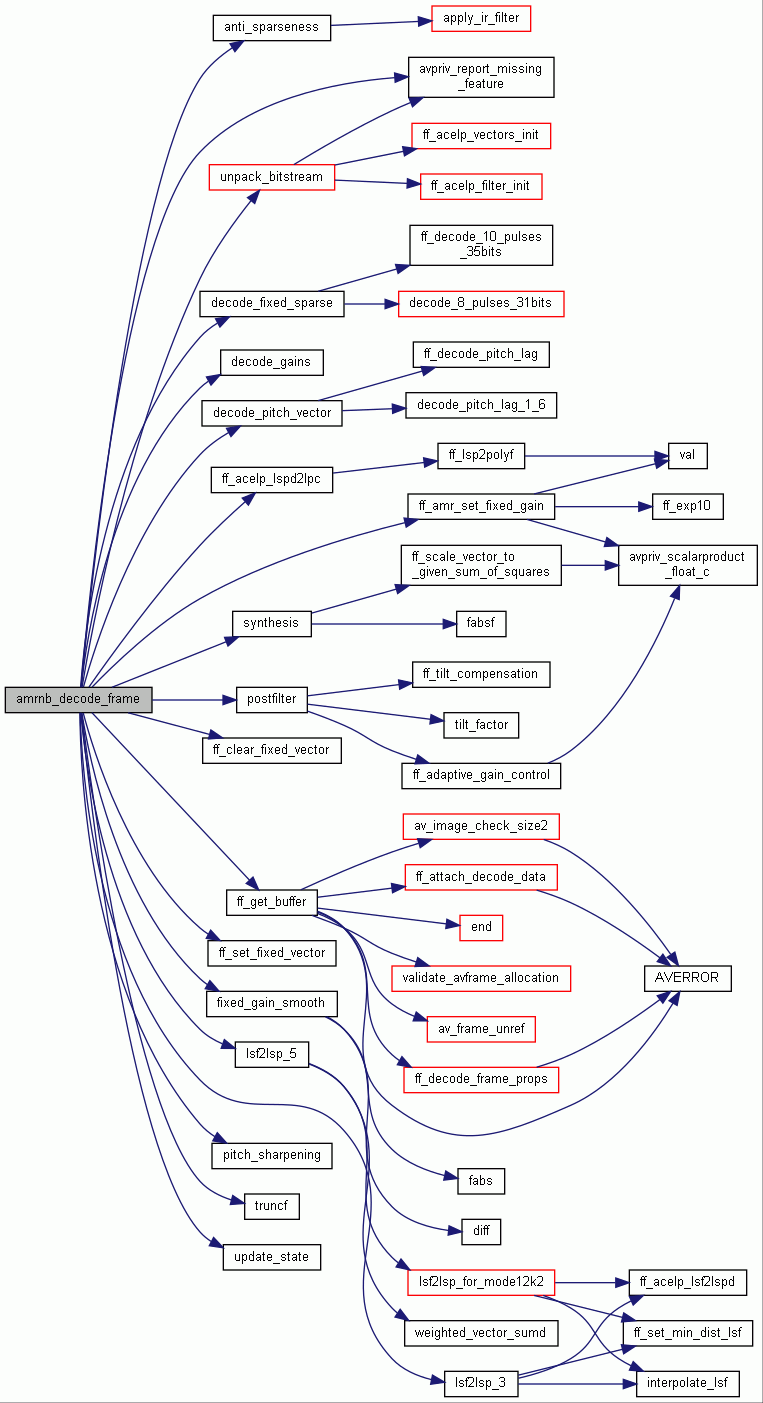 anti_sparseness
apply_ir_filter
avpriv_report_missing
_feature
ff_acelp_vectors_init
unpack_bitstream
ff_acelp_filter_init
ff_decode_10_pulses
_35bits
decode_fixed_sparse
decode_8_pulses_31bits
decode_gains
ff_decode_pitch_lag
decode_pitch_vector
decode_pitch_lag_1_6
ff_lsp2polyf
val
ff_acelp_lspd2lpc
ff_amr_set_fixed_gain
ff_exp10
ff_scale_vector_to
_given_sum_of_squares
avpriv_scalarproduct
_float_c
synthesis
fabsf
ff_tilt_compensation
amrnb_decode_frame
postfilter
tilt_factor
ff_clear_fixed_vector
ff_adaptive_gain_control
av_image_check_size2
ff_attach_decode_data
ff_get_buffer
end
ff_set_fixed_vector
validate_avframe_allocation
AVERROR
fixed_gain_smooth
av_frame_unref
lsf2lsp_5
ff_decode_frame_props
pitch_sharpening
fabs
truncf
diff
update_state
lsf2lsp_for_mode12k2
ff_acelp_lsf2lspd
weighted_vector_sumd
ff_set_min_dist_lsf
lsf2lsp_3
interpolate_lsf